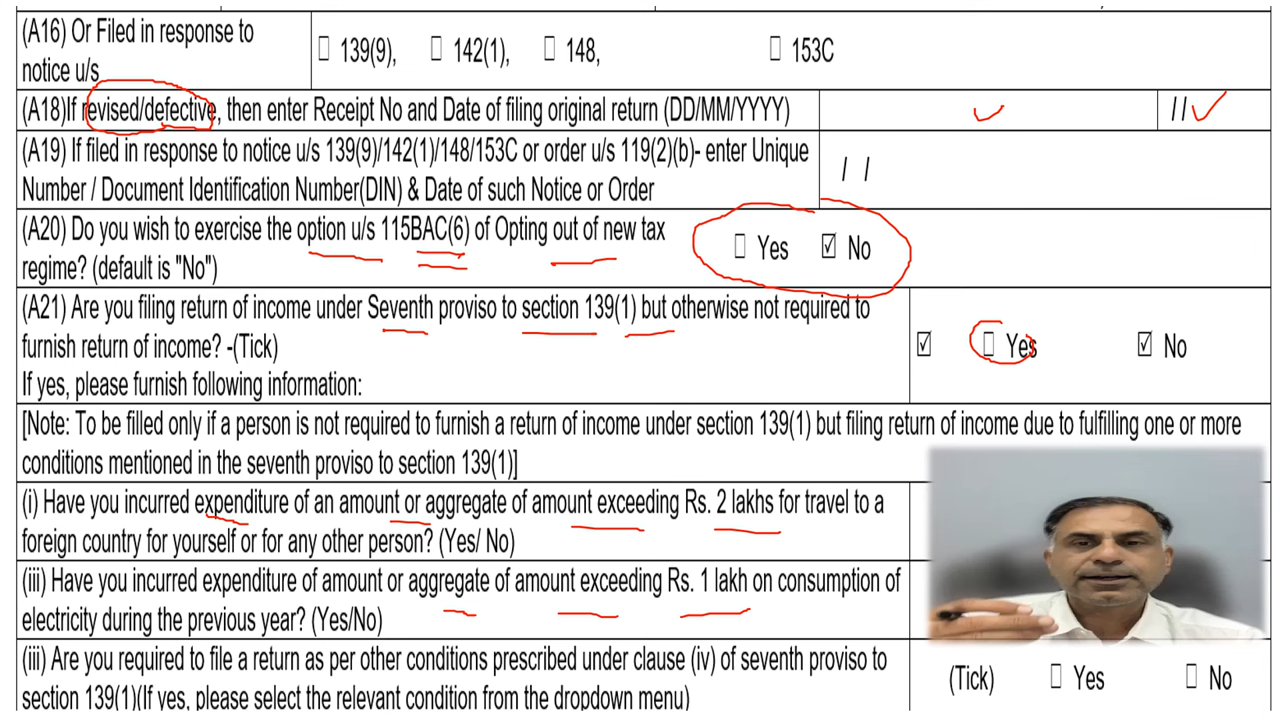 (A16) Or Filed in response to
notice u/s
139(9), 142(1), 148, 153C
(A18)If revised/defective, then enter Receipt No and Date of filing original return (DD/MM/YYYY) / /
(A19) If filed in response to notice u/s 139(9)/142(1)/148/153C or order u/s 119(2)(b)- enter Unique
Number / Document Identification Number(DIN) & Date of such Notice or Order
/ /
(A20) Do you wish to exercise the option u/s 115BAC(6) of Opting out of new tax
regime? (default is "No")
Yes No
(A21) Are you filing return of income under Seventh proviso to section 139(1) but otherwise not required to
furnish return of income? -(Tick)
If yes, please furnish following information:
Yes No
[Note: To be filled only if a person is not required to furnish a return of income under section 139(1) but filing return of income due to fulfilling one or more
conditions mentioned in the seventh proviso to section 139(1)]
(i) Have you incurred expenditure of an amount or aggregate of amount exceeding Rs. 2 lakhs for travel to a
foreign country for yourself or for any other person? (Yes/ No)
(iii) Have you incurred expenditure of amount or aggregate of amount exceeding Rs. 1 lakh on consumption of
electricity during the previous year? (Yes/No)
(iii) Are you required to file a return as per other conditions prescribed under clause (iv) of seventh proviso to
section 139(1)(If yes, please select the relevant condition from the dropdown menu)
(Tick) Yes No